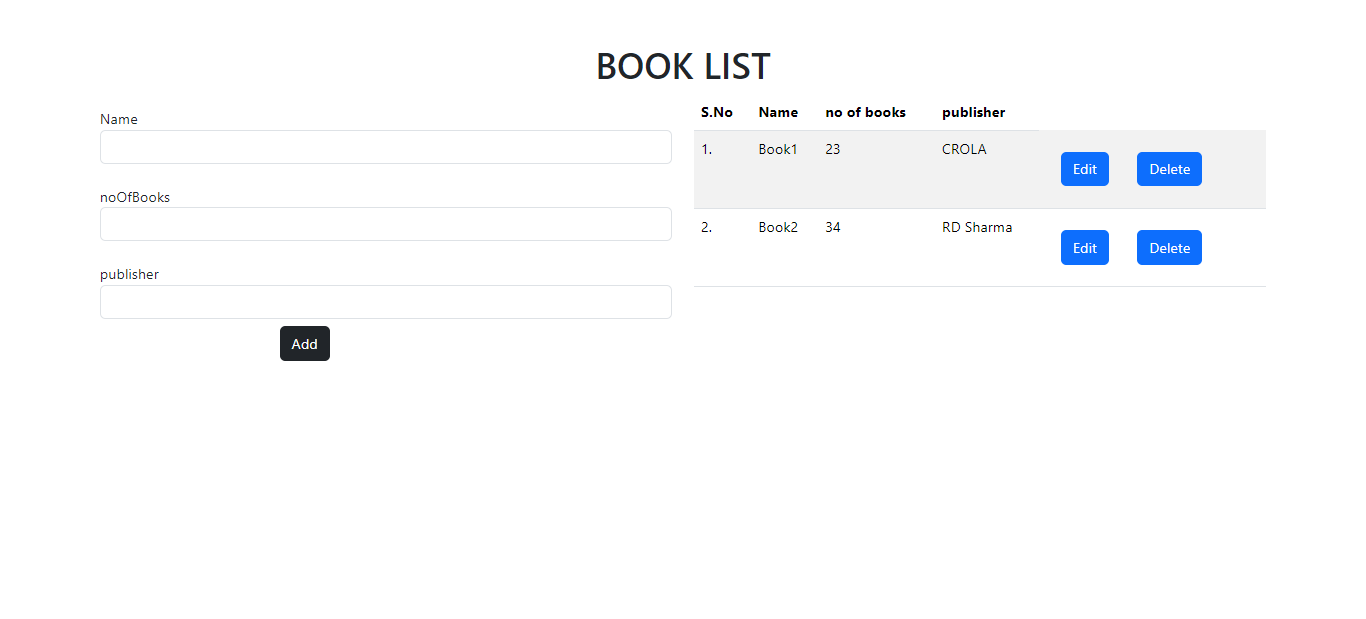 BOOK LIST
Name
noOfBooks
publisher
Add
S.No Name no of books publisher
1. Book1 23 CROLA Edit Delete
2. Book2 34 RD Sharma Edit Delete